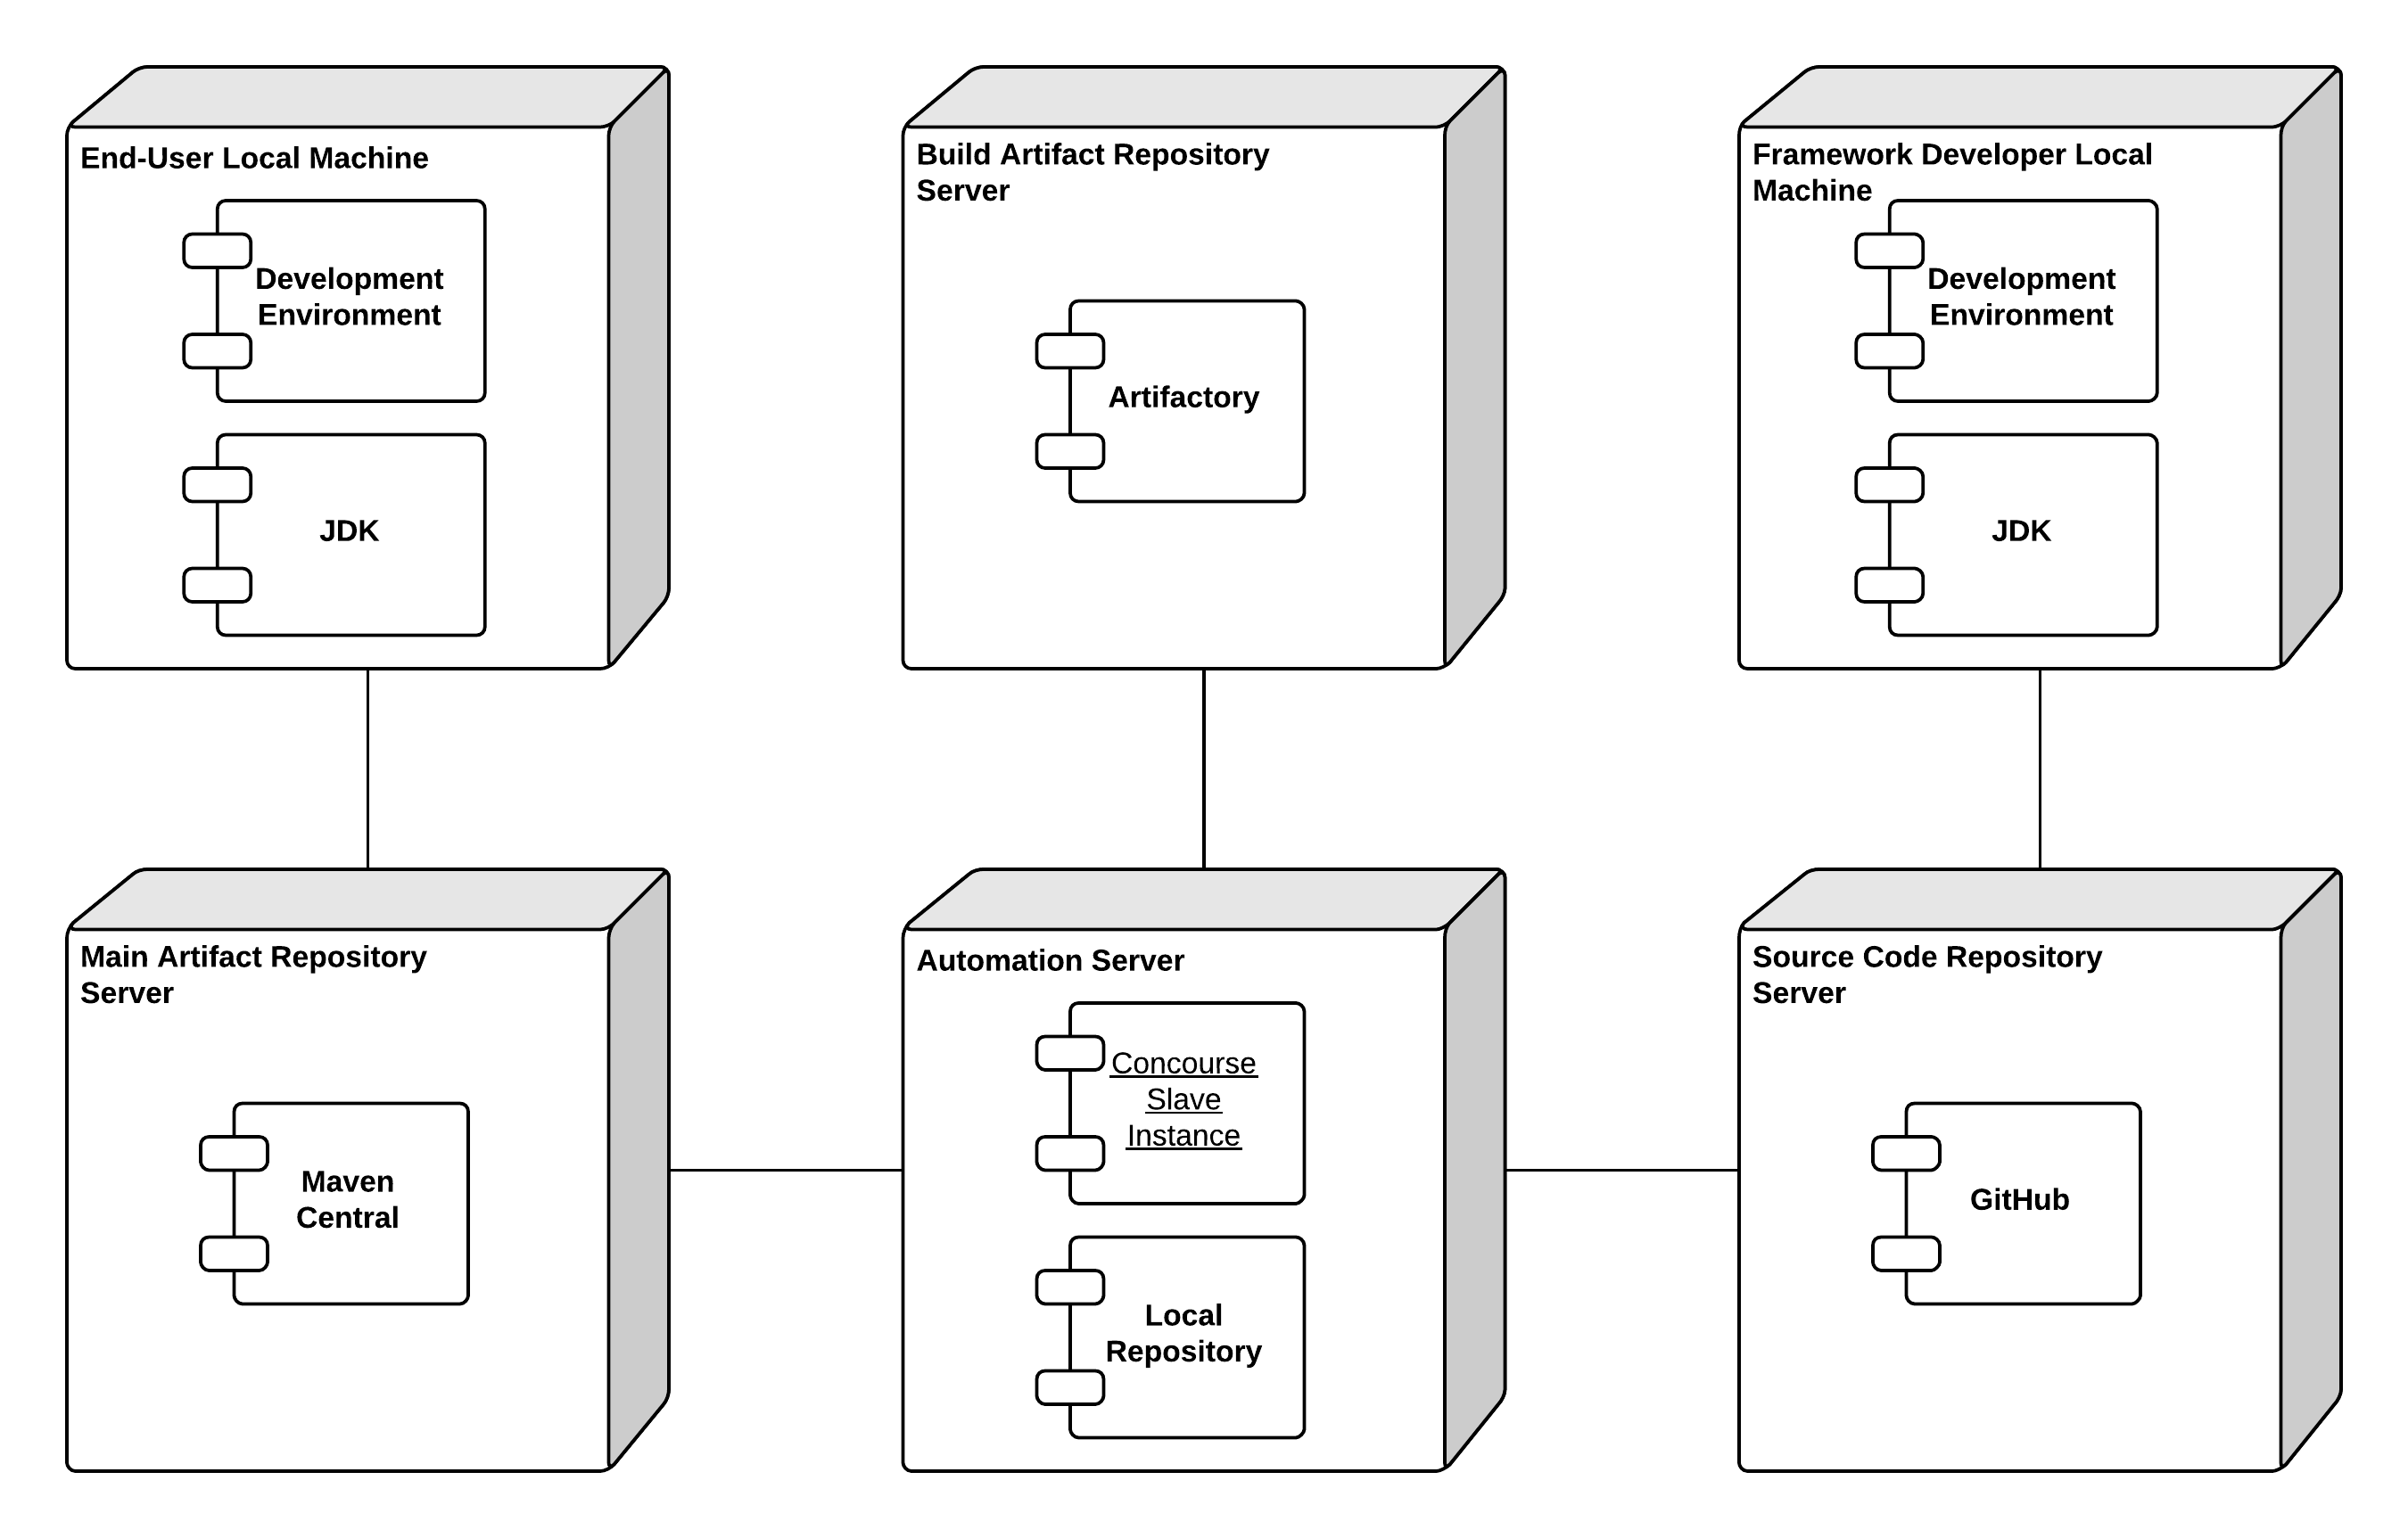 End-User Local Machine
Development
Environment
JDK
Build Artifact Repository
Server
Artifactory
Framework Developer Local
Machine
Development
Environment
JDK
Main Artifact Repository
Server
Maven
Central
Automation Server
Concourse
Slave
Instance
Local
Repository
Source Code Repository
Server
GitHub